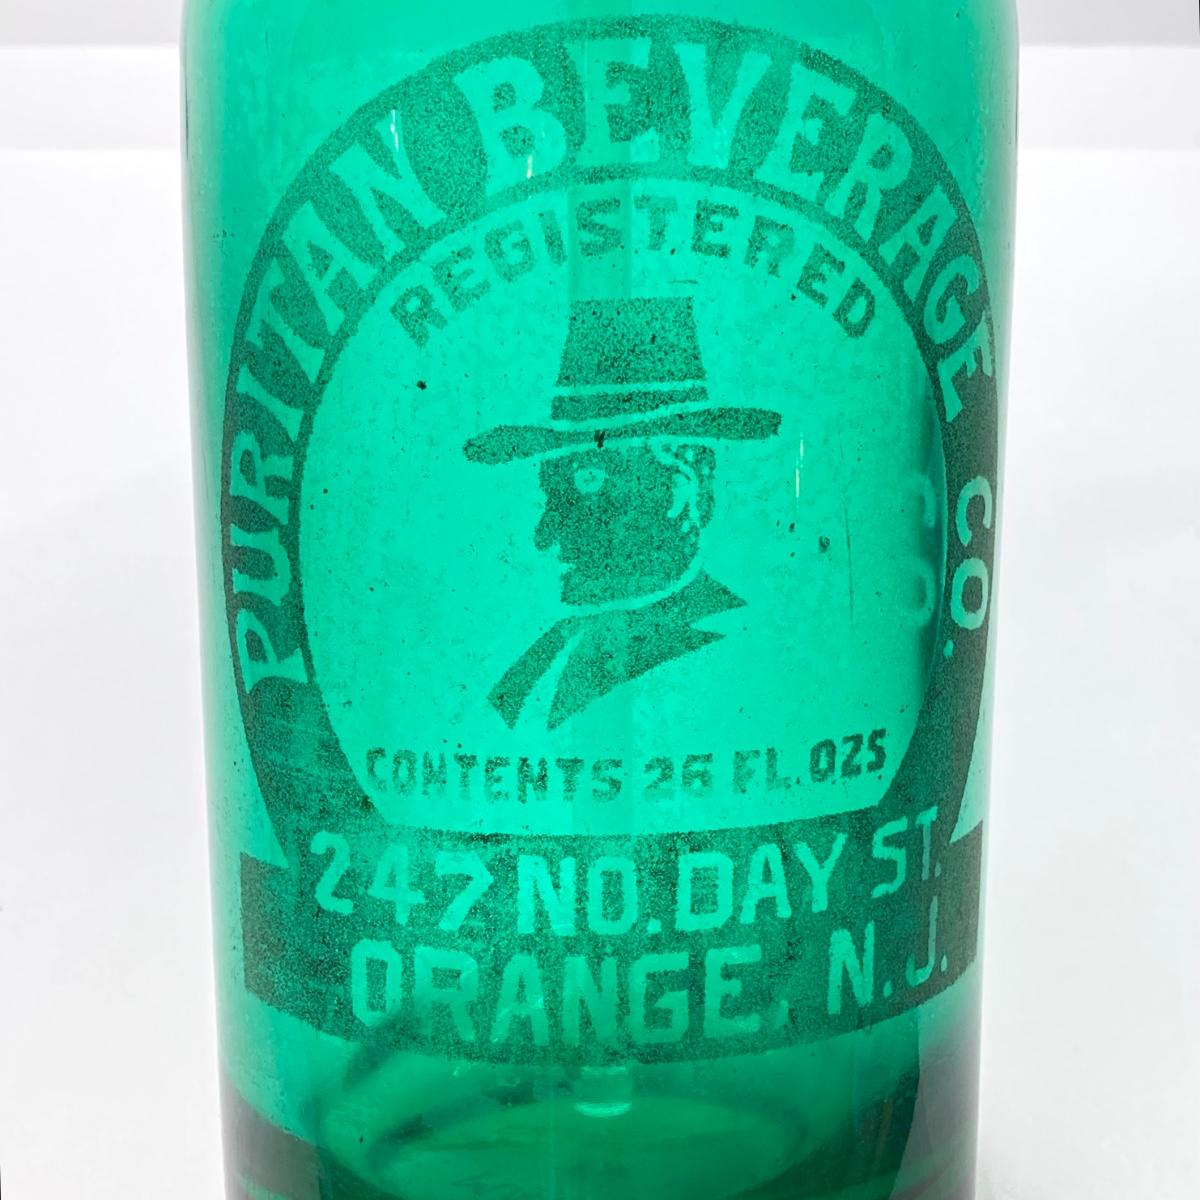 PURITAN BEVERAGE CO.
REGISTERED
CONTENTS 26 FL. OZS
247 NO. DAY ST.
ORANGE, N.J.